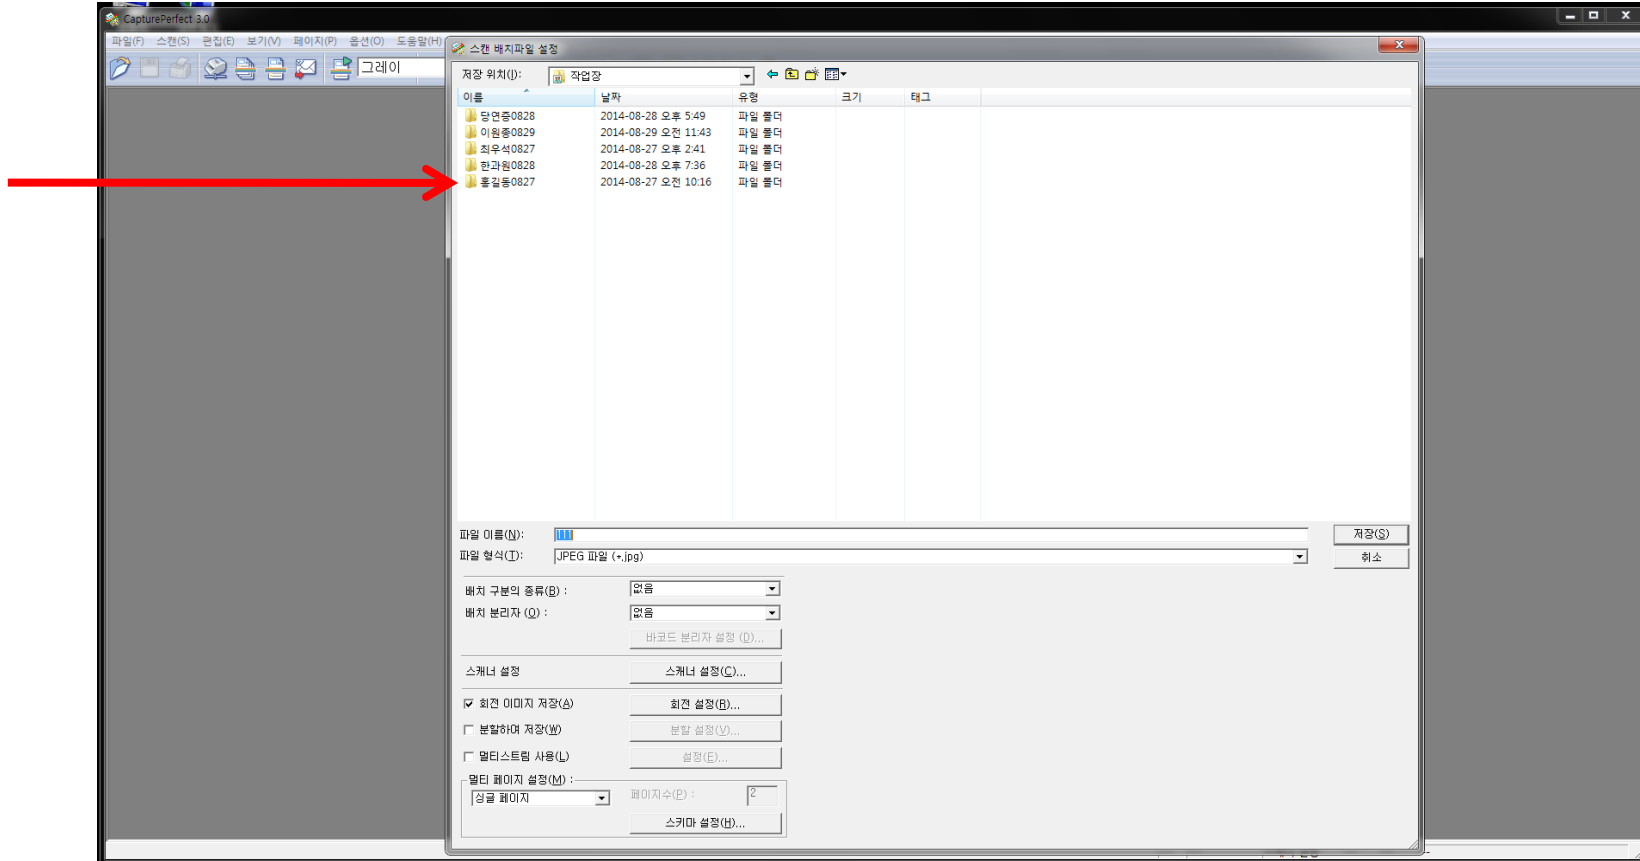 CapturePerfect 3.0
파일(F) 스캔(S) 편집(E) 보기(V) 페이지(P) 옵션(O) 도움말(H)
그레이
스캔 배치파일 설정
저장 위치(I): 작업장
이름 날짜 유형 크기 태그
당연증0828 2014-08-28 오후 5:49 파일 폴더
이원종0829 2014-08-29 오전 11:43 파일 폴더
최우석0827 2014-08-27 오후 2:41 파일 폴더
한과원0828 2014-08-28 오후 7:36 파일 폴더
홍길동0827 2014-08-27 오전 10:16 파일 폴더
파일 이름(N): 111 저장(S)
파일 형식(T): JPEG 파일 (*.jpg) 취소
배치 구분의 종류(B) : 없음
배치 분리자 (O) : 없음
바코드 분리자 설정 (D)...
스캐너 설정 스캐너 설정(C)...
회전 이미지 저장(A) 회전 설정(R)...
분할하여 저장(W) 분할 설정(V)...
멀티스트림 사용(L) 설정(E)...
멀티 페이지 설정(M) :
싱글 페이지 페이지수(P) : 2
스키마 설정(H)...